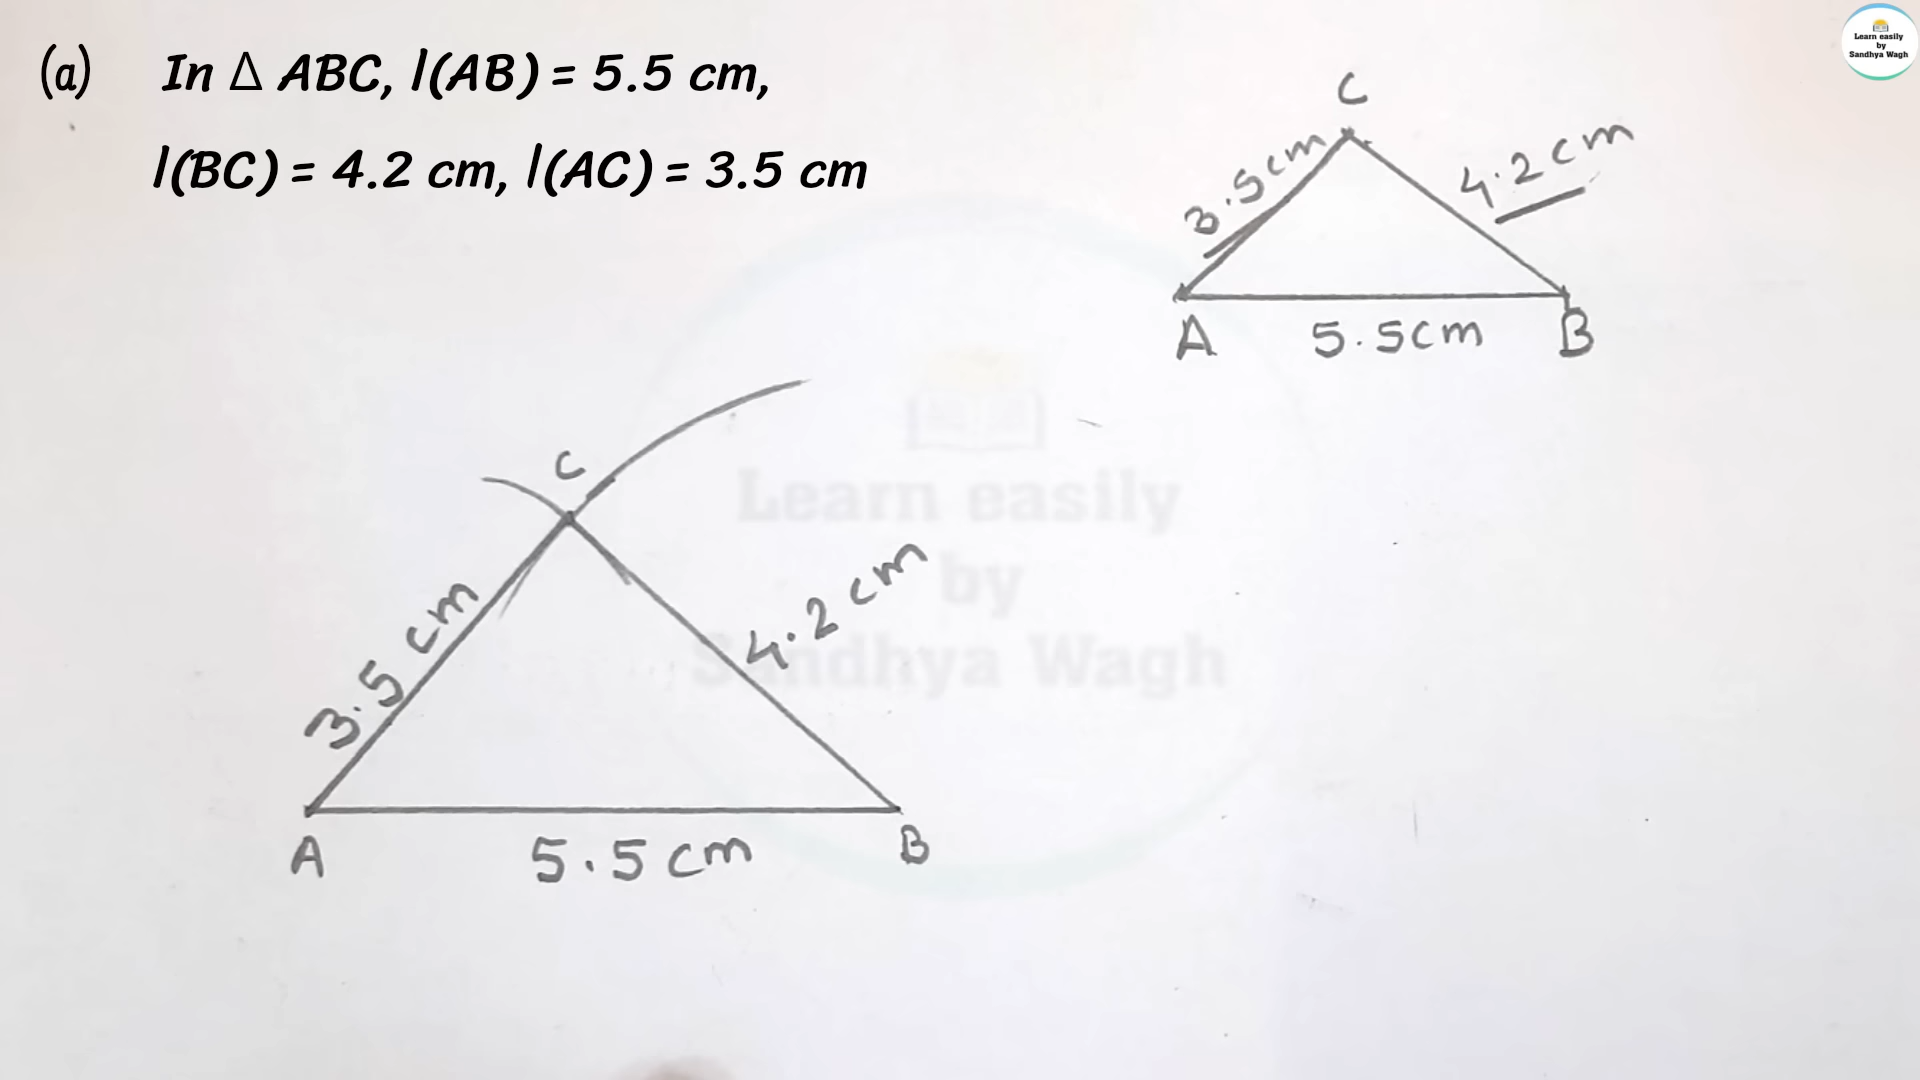 (a) In Δ ABC, l(AB) = 5.5 cm,
l(BC) = 4.2 cm, l(AC) = 3.5 cm
Learn easily
by
Sandhya Wagh
C
3.5cm
4.2 cm
A
5.5cm
B
C
3.5 cm
4.2 cm
A
5.5 cm
B
Learn easily
by
Sandhya Wagh